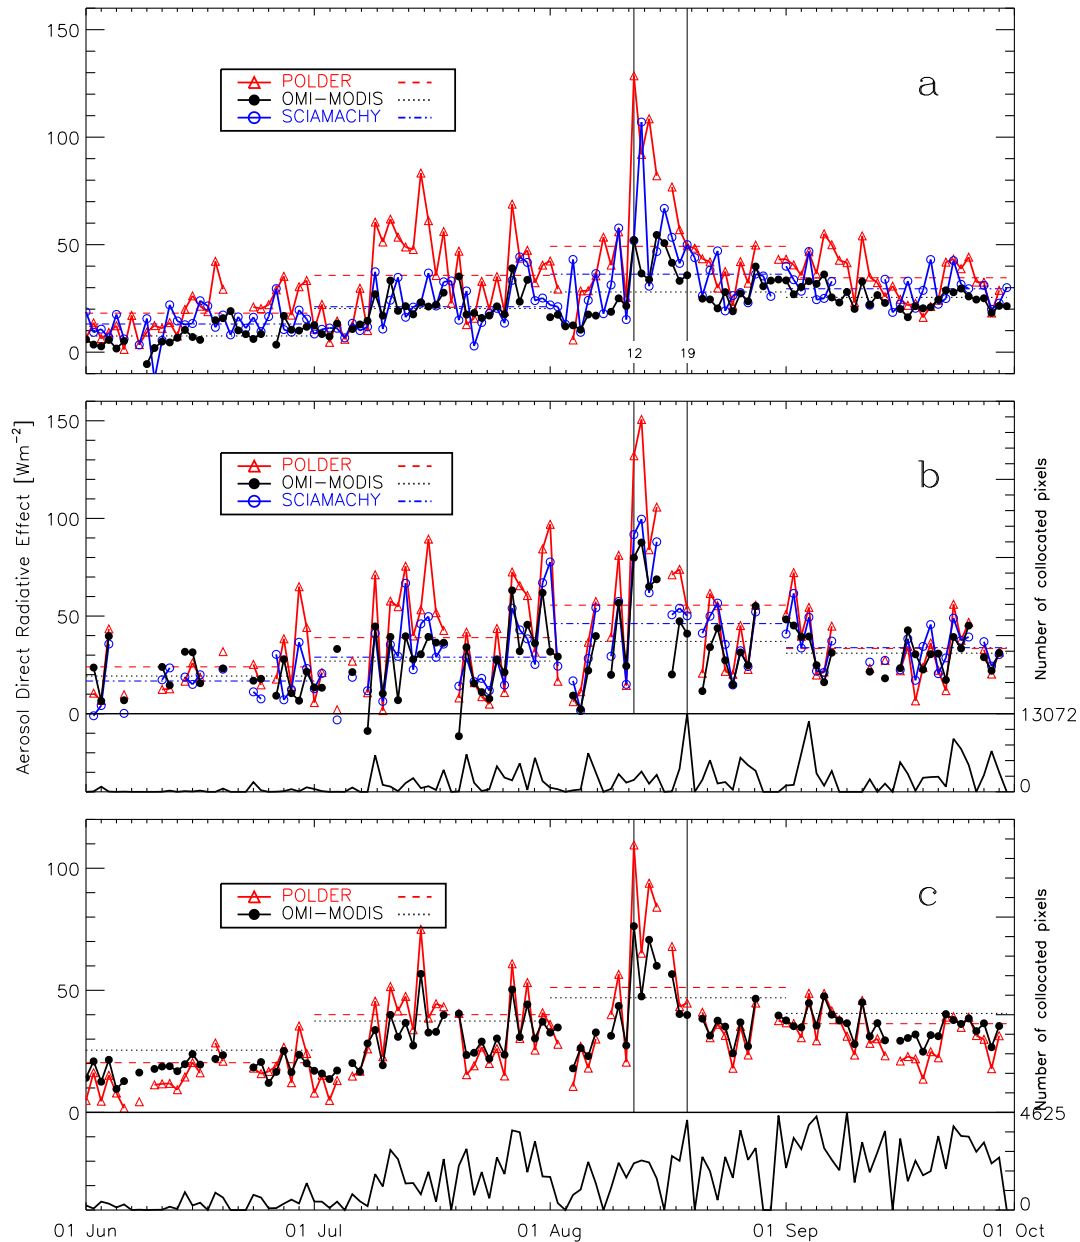 150
100
50
0
POLDER
OMI-MODIS
SCIAMACHY
a
12
19
150
100
50
0
POLDER
OMI-MODIS
SCIAMACHY
b
13072
0
100
50
0
POLDER
OMI-MODIS
c
4625
0
01 Jun
01 Jul
01 Aug
01 Sep
01 Oct
Aerosol Direct Radiative Effect [Wm⁻²]
Number of collocated pixels
Number of collocated pixels